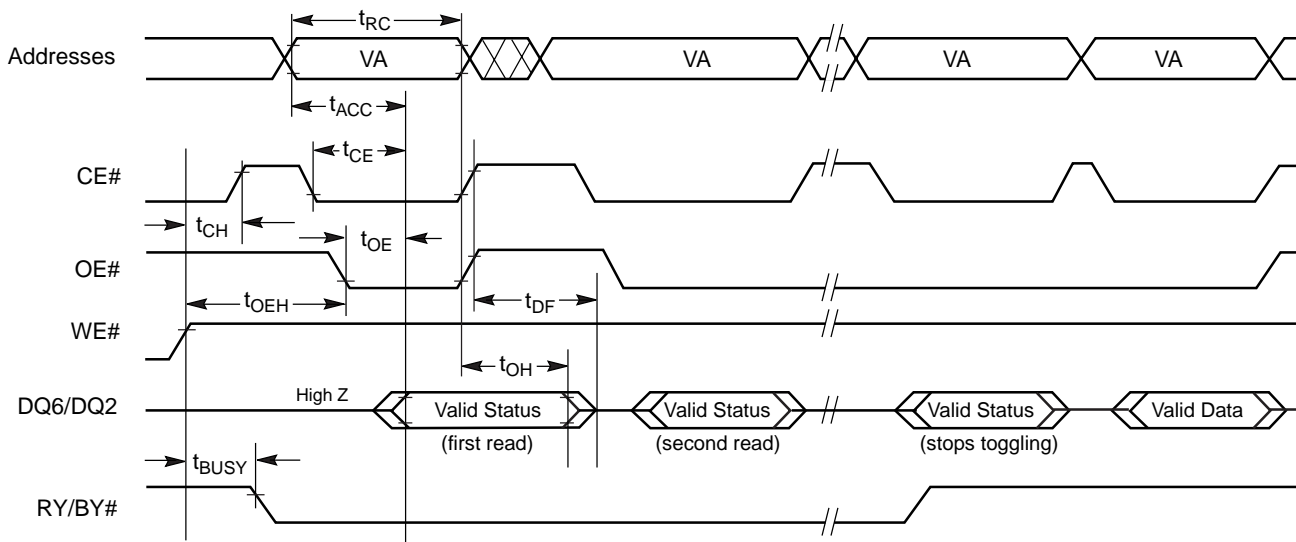 tRC
Addresses VA VA VA VA
tACC
tCE
CE#
tCH tOE
OE#
tOEH tDF
WE#
tOH
High Z
DQ6/DQ2 Valid Status Valid Status Valid Status Valid Data
(first read) (second read) (stops toggling)
tBUSY
RY/BY#